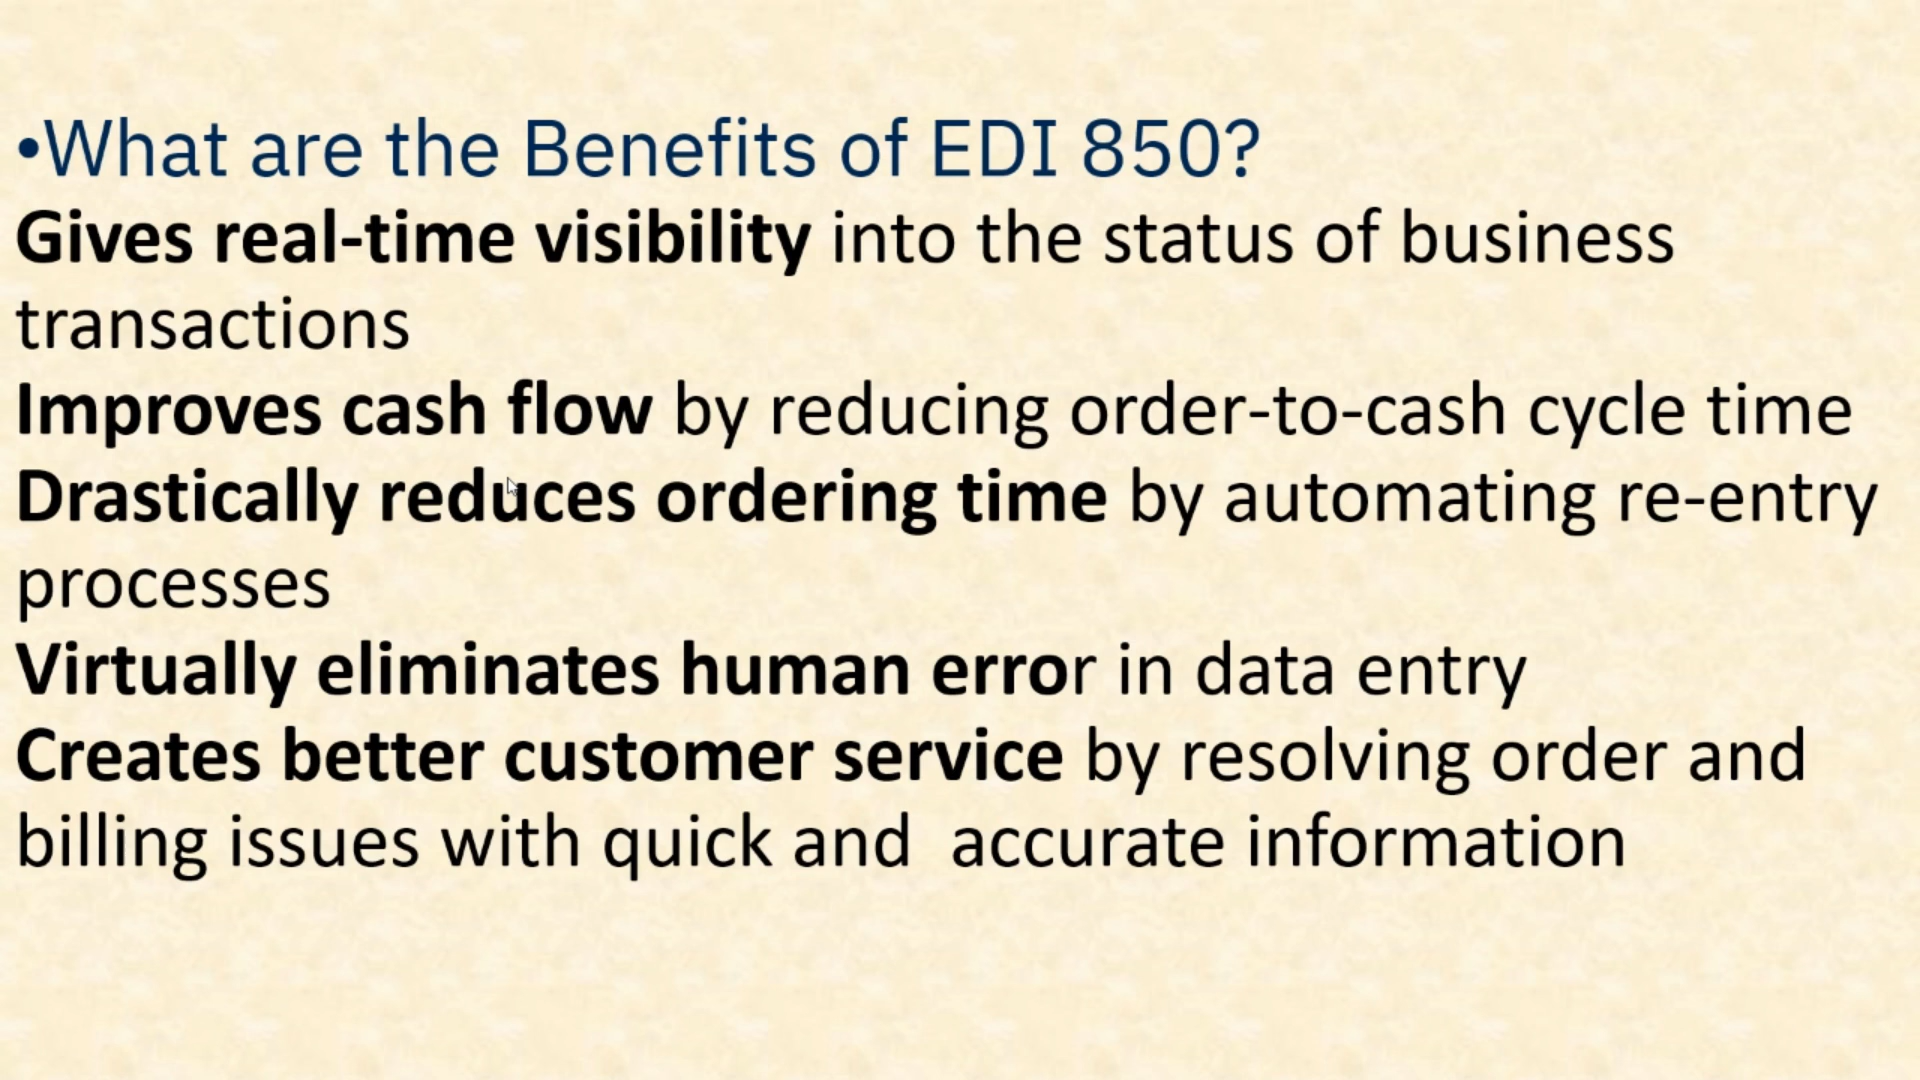 •What are the Benefits of EDI 850?
Gives real-time visibility into the status of business
transactions
Improves cash flow by reducing order-to-cash cycle time
Drastically reduces ordering time by automating re-entry
processes
Virtually eliminates human error in data entry
Creates better customer service by resolving order and
billing issues with quick and  accurate information